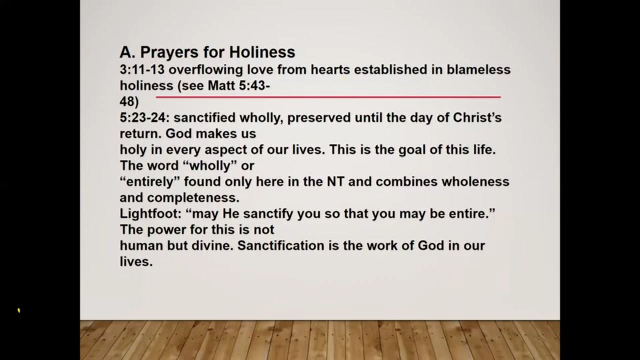 A. Prayers for Holiness
3:11-13 overflowing love from hearts established in blameless
holiness (see Matt 5:43-
48)
5:23-24: sanctified wholly, preserved until the day of Christ's
return. God makes us
holy in every aspect of our lives. This is the goal of this life.
The word “wholly” or
“entirely” found only here in the NT and combines wholeness
and completeness.
Lightfoot: “may He sanctify you so that you may be entire.”
The power for this is not
human but divine. Sanctification is the work of God in our
lives.